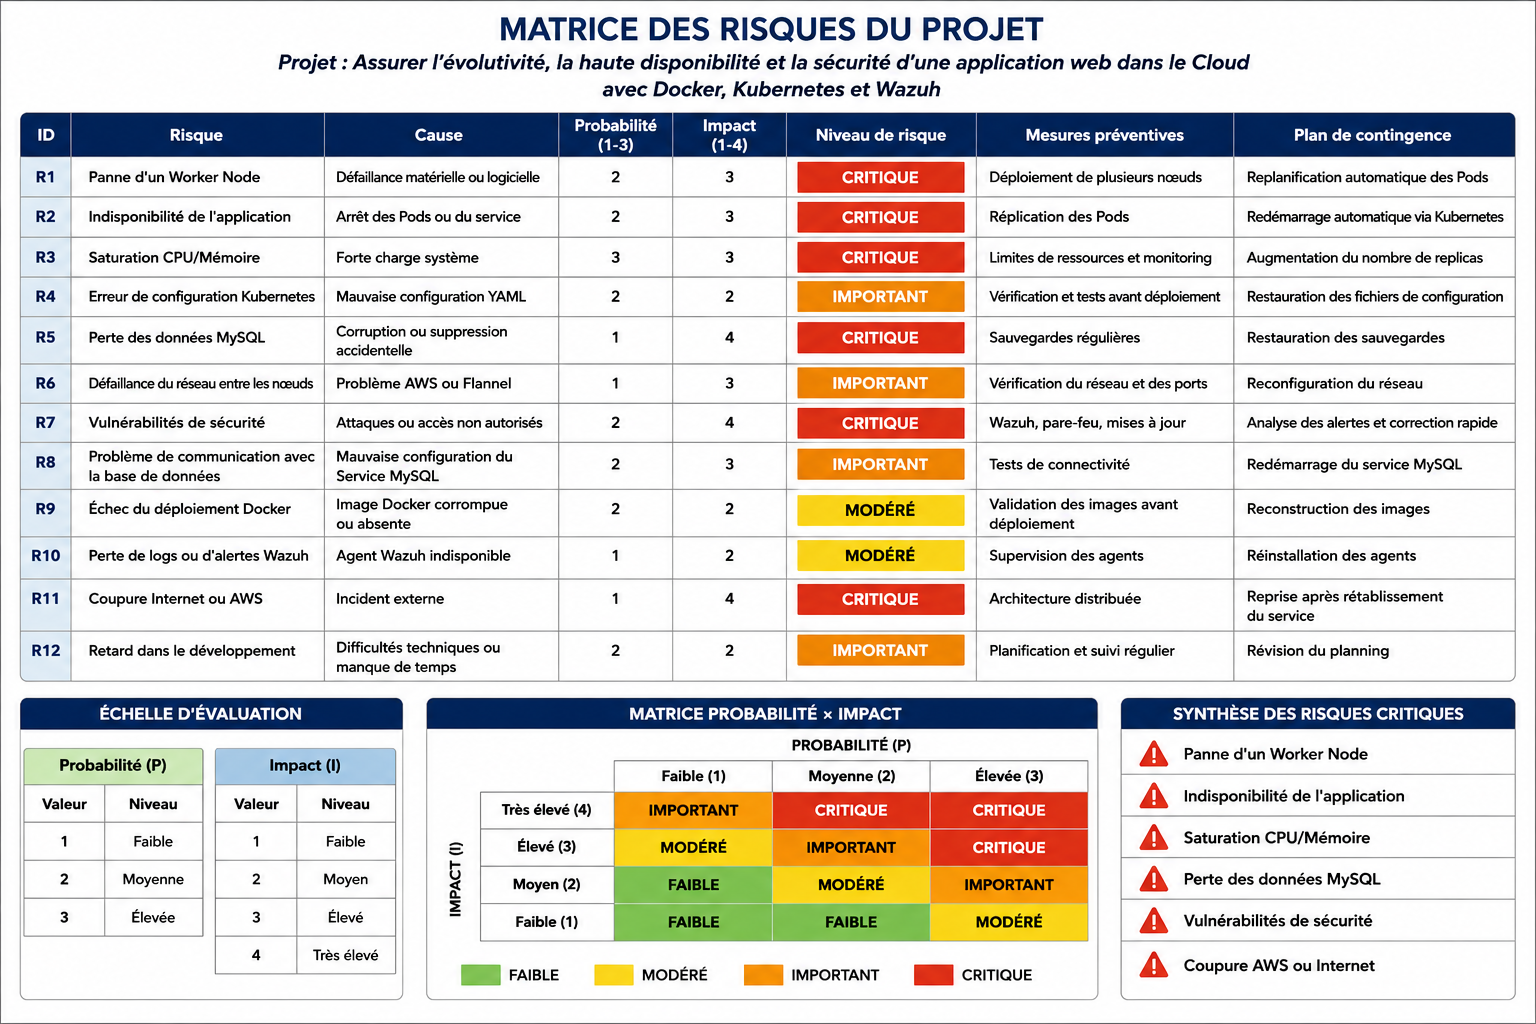 MATRICE DES RISQUES DU PROJET
Projet : Assurer l'évolutivité, la haute disponibilité et la sécurité d'une application web dans le Cloud
avec Docker, Kubernetes et Wazuh
ID Risque Cause Probabilité (1-3) Impact (1-4) Niveau de risque Mesures préventives Plan de contingence
R1 Panne d'un Worker Node Défaillance matérielle ou logicielle 2 3 CRITIQUE Déploiement de plusieurs nœuds Replanification automatique des Pods
R2 Indisponibilité de l'application Arrêt des Pods ou du service 2 3 CRITIQUE Réplication des Pods Redémarrage automatique via Kubernetes
R3 Saturation CPU/Mémoire Forte charge système 3 3 CRITIQUE Limites de ressources et monitoring Augmentation du nombre de replicas
R4 Erreur de configuration Kubernetes Mauvaise configuration YAML 2 2 IMPORTANT Vérification et tests avant déploiement Restauration des fichiers de configuration
R5 Perte des données MySQL Corruption ou suppression accidentelle 1 4 CRITIQUE Sauvegardes régulières Restauration des sauvegardes
R6 Défaillance du réseau entre les nœuds Problème AWS ou Flannel 1 3 IMPORTANT Vérification du réseau et des ports Reconfiguration du réseau
R7 Vulnérabilités de sécurité Attaques ou accès non autorisés 2 4 CRITIQUE Wazuh, pare-feu, mises à jour Analyse des alertes et correction rapide
R8 Problème de communication avec la base de données Mauvaise configuration du Service MySQL 2 3 IMPORTANT Tests de connectivité Redémarrage du service MySQL
R9 Échec du déploiement Docker Image Docker corrompue ou absente 2 2 MODÉRÉ Validation des images avant déploiement Reconstruction des images
R10 Perte de logs ou d'alertes Wazuh Agent Wazuh indisponible 1 2 MODÉRÉ Supervision des agents Réinstallation des agents
R11 Coupure Internet ou AWS Incident externe 1 4 CRITIQUE Architecture distribuée Reprise après rétablissement du service
R12 Retard dans le développement Difficultés techniques ou manque de temps 2 2 IMPORTANT Planification et suivi régulier Révision du planning
ÉCHELLE D'ÉVALUATION
Probabilité (P)
Valeur Niveau
1 Faible
2 Moyenne
3 Élevée
Impact (I)
Valeur Niveau
1 Faible
2 Moyen
3 Élevé
4 Très élevé
MATRICE PROBABILITÉ × IMPACT
PROBABILITÉ (P)
Faible (1) Moyenne (2) Élevée (3)
IMPACT (I)
Très élevé (4) IMPORTANT CRITIQUE CRITIQUE
Élevé (3) MODÉRÉ IMPORTANT CRITIQUE
Moyen (2) FAIBLE MODÉRÉ IMPORTANT
Faible (1) FAIBLE FAIBLE MODÉRÉ
FAIBLE MODÉRÉ IMPORTANT CRITIQUE
SYNTHÈSE DES RISQUES CRITIQUES
Panne d'un Worker Node
Indisponibilité de l'application
Saturation CPU/Mémoire
Perte des données MySQL
Vulnérabilités de sécurité
Coupure AWS ou Internet